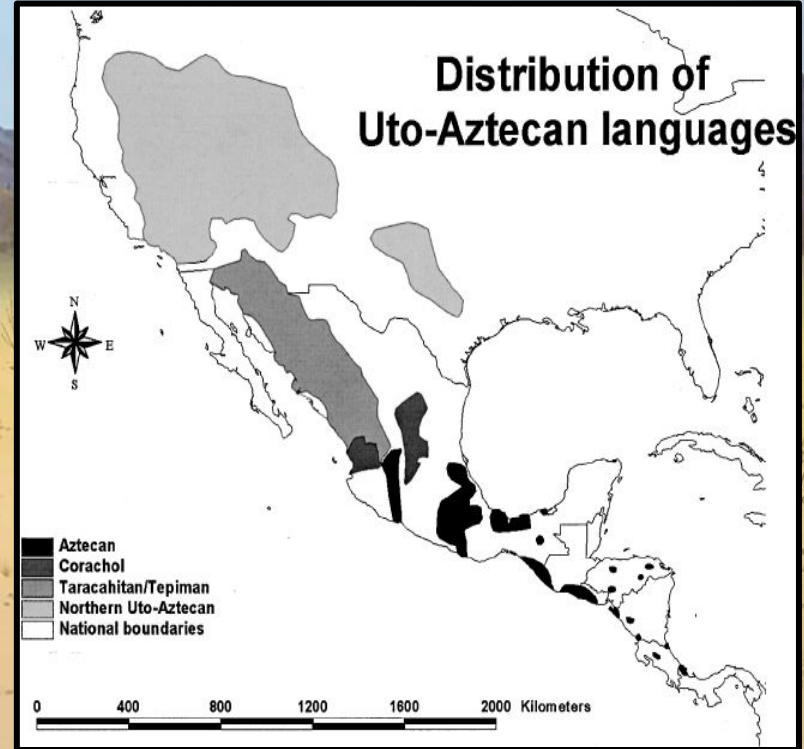 Distribution of
Uto-Aztecan languages
N
W E
S
Aztecan
Corachol
Taracahitan/Tepiman
Northern Uto-Aztecan
National boundaries
0 400 800 1200 1600 2000 Kilometers